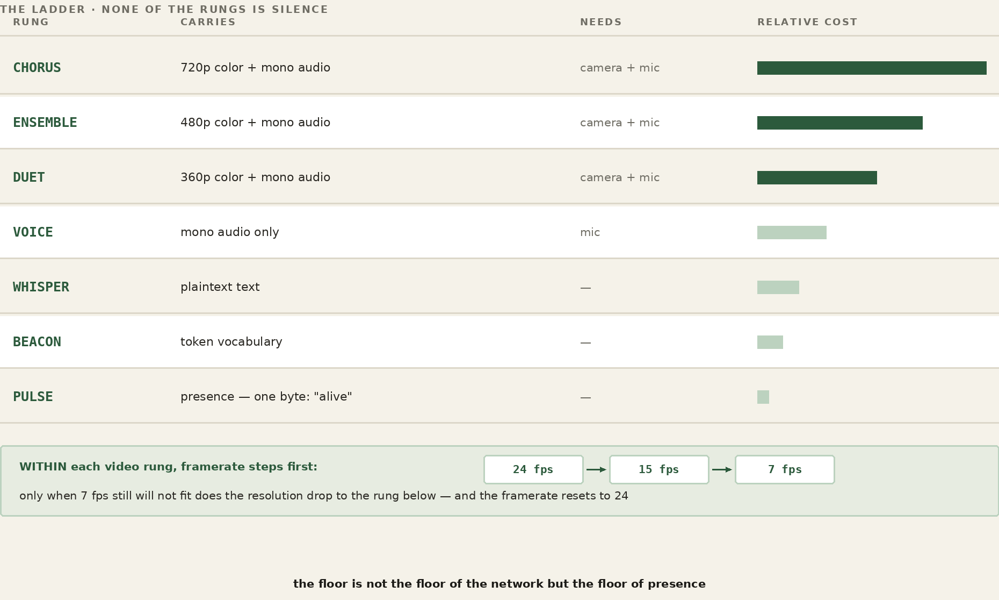 THE LADDER · NONE OF THE RUNGS IS SILENCE
RUNG CARRIES NEEDS RELATIVE COST
CHORUS 720p color + mono audio camera + mic
ENSEMBLE 480p color + mono audio camera + mic
DUET 360p color + mono audio camera + mic
VOICE mono audio only mic
WHISPER plaintext text —
BEACON token vocabulary —
PULSE presence — one byte: "alive" —
WITHIN each video rung, framerate steps first: 24 fps 15 fps 7 fps
only when 7 fps still will not fit does the resolution drop to the rung below — and the framerate resets to 24
the floor is not the floor of the network but the floor of presence